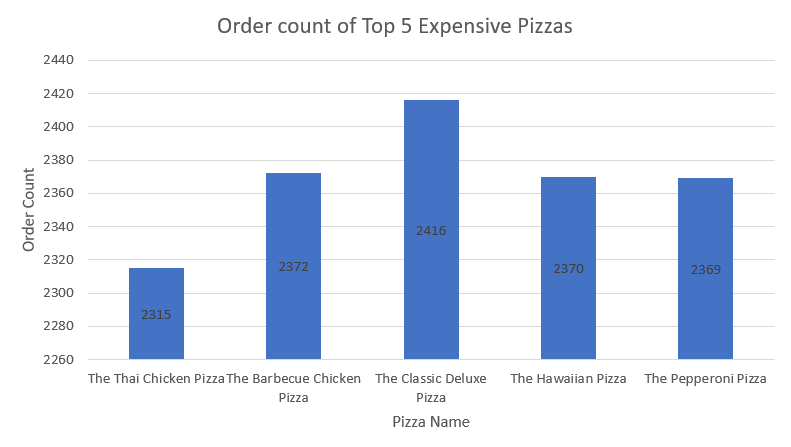 Order count of Top 5 Expensive Pizzas
2440
2420
2400
2380
2360
2340
2320
2300
2280
2260
Order Count
2315
2372
2416
2370
2369
The Thai Chicken Pizza
The Barbecue Chicken
Pizza
The Classic Deluxe
Pizza
The Hawaiian Pizza
The Pepperoni Pizza
Pizza Name